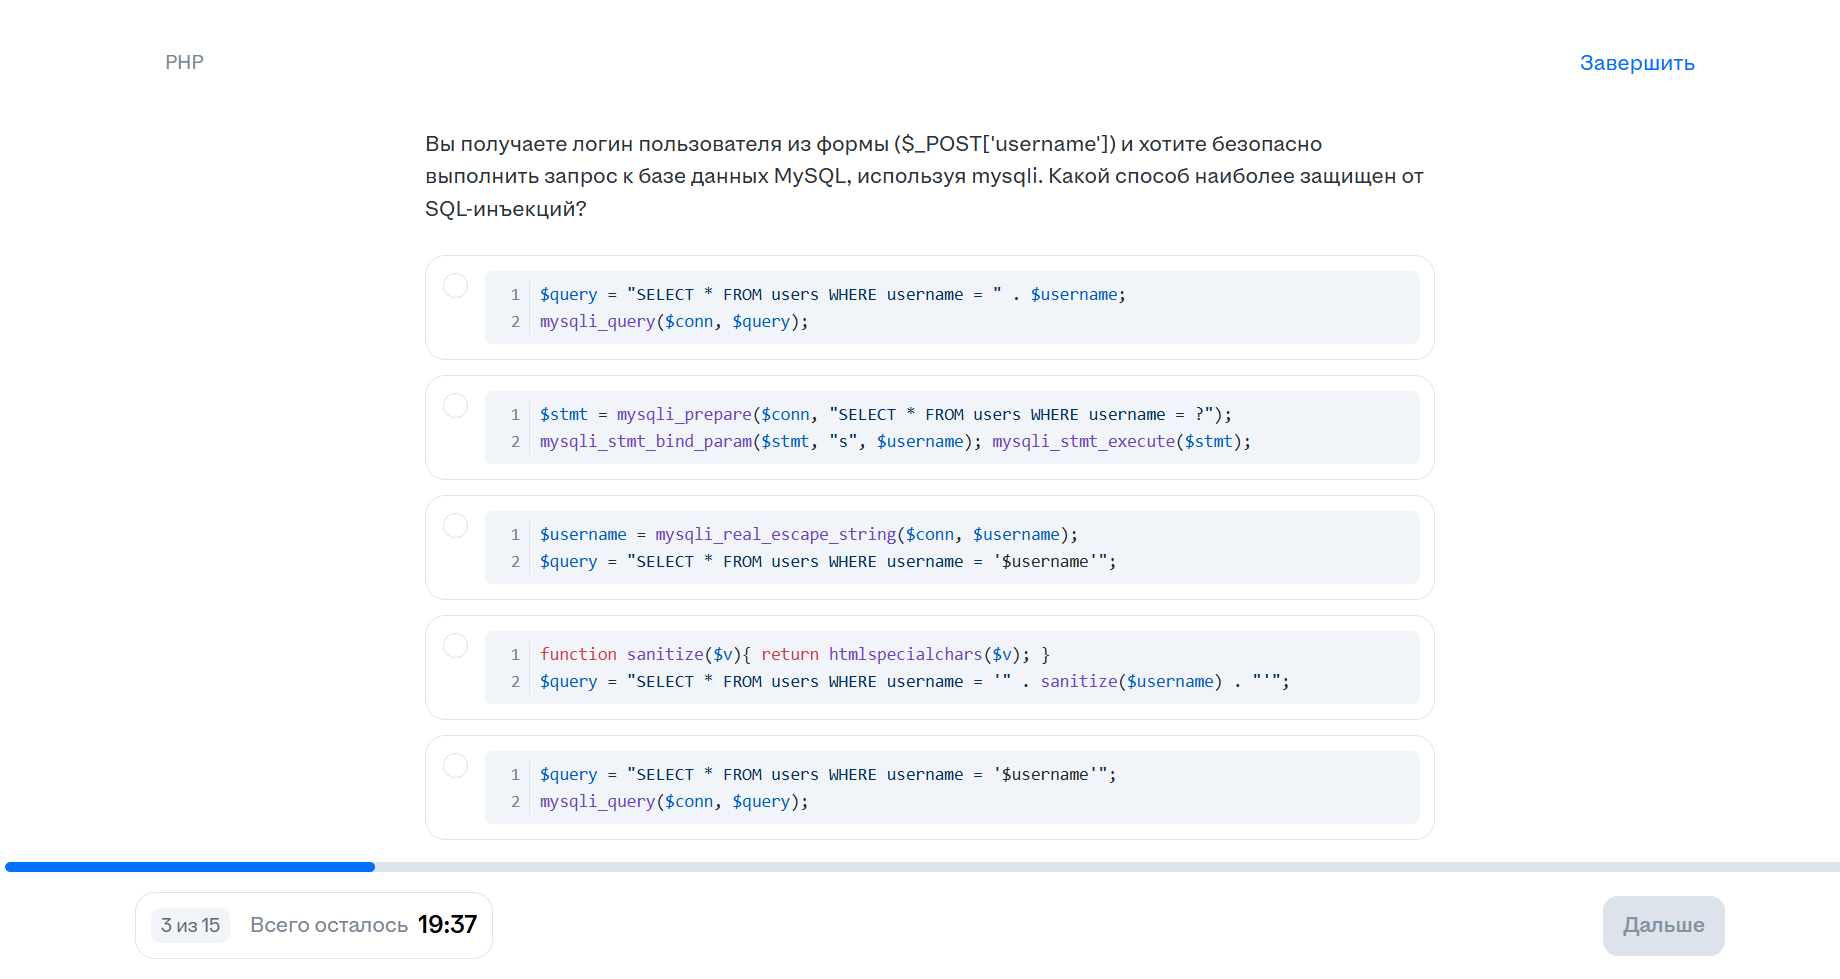 PHP
Завершить
Вы получаете логин пользователя из формы ($_POST['username']) и хотите безопасно
выполнить запрос к базе данных MySQL, используя mysqli. Какой способ наиболее защищен от
SQL-инъекций?
1 $query = "SELECT * FROM users WHERE username = " . $username;
2 mysqli_query($conn, $query);
1 $stmt = mysqli_prepare($conn, "SELECT * FROM users WHERE username = ?");
2 mysqli_stmt_bind_param($stmt, "s", $username); mysqli_stmt_execute($stmt);
1 $username = mysqli_real_escape_string($conn, $username);
2 $query = "SELECT * FROM users WHERE username = '$username'";
1 function sanitize($v){ return htmlspecialchars($v); }
2 $query = "SELECT * FROM users WHERE username = '" . sanitize($username) . "'";
1 $query = "SELECT * FROM users WHERE username = '$username'";
2 mysqli_query($conn, $query);
3 из 15 Всего осталось 19:37
Дальше